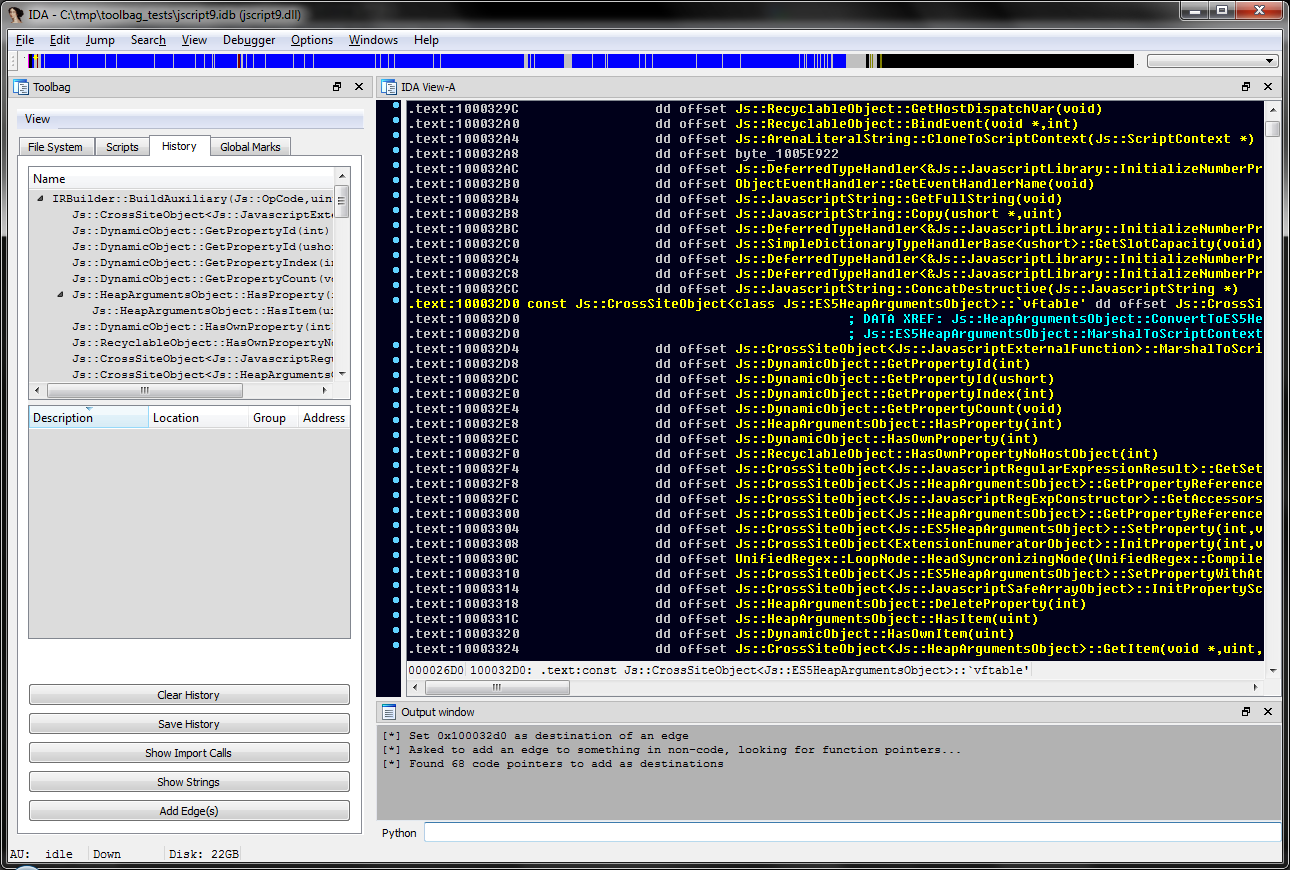 IDA - C:\tmp\toolbag_tests\jscript9.idb (jscript9.dll)
File Edit Jump Search View Debugger Options Windows Help
Toolbag
View
File System Scripts History Global Marks
Name
IRBuilder::BuildAuxiliary(Js::OpCode,uin
Js::CrossSiteObject<Js::JavascriptExte
Js::DynamicObject::GetPropertyId(int)
Js::DynamicObject::GetPropertyId(usho
Js::DynamicObject::GetPropertyIndex(in
Js::DynamicObject::GetPropertyCount(vo
Js::HeapArgumentsObject::HasProperty(i
Js::HeapArgumentsObject::HasItem(ui
Js::DynamicObject::HasOwnProperty(int)
Js::RecyclableObject::HasOwnPropertyNo
Js::CrossSiteObject<Js::JavascriptRegu
Js::CrossSiteObject<Js::HeapArgumentsO
Description Location Group Address
Clear History
Save History
Show Import Calls
Show Strings
Add Edge(s)
IDA View-A
.text:1000329C dd offset Js::RecyclableObject::GetHostDispatchVar(void)
.text:100032A0 dd offset Js::RecyclableObject::BindEvent(void *,int)
.text:100032A4 dd offset Js::ArenaLiteralString::CloneToScriptContext(Js::ScriptContext *)
.text:100032A8 dd offset byte_1005E922
.text:100032AC dd offset Js::DeferredTypeHandler<&Js::JavascriptLibrary::InitializeNumberPr
.text:100032B0 dd offset ObjectEventHandler::GetEventHandlerName(void)
.text:100032B4 dd offset Js::JavascriptString::GetFullString(void)
.text:100032B8 dd offset Js::JavascriptString::Copy(ushort *,uint)
.text:100032BC dd offset Js::DeferredTypeHandler<&Js::JavascriptLibrary::InitializeNumberPr
.text:100032C0 dd offset Js::SimpleDictionaryTypeHandlerBase<ushort>::GetSlotCapacity(void)
.text:100032C4 dd offset Js::DeferredTypeHandler<&Js::JavascriptLibrary::InitializeNumberPr
.text:100032C8 dd offset Js::DeferredTypeHandler<&Js::JavascriptLibrary::InitializeNumberPr
.text:100032CC dd offset Js::JavascriptString::ConcatDestructive(Js::JavascriptString *)
.text:100032D0 const Js::CrossSiteObject<class Js::ES5HeapArgumentsObject>::`vftable' dd offset Js::CrossSi
.text:100032D0 ; DATA XREF: Js::HeapArgumentsObject::ConvertToES5He
.text:100032D0 ; Js::ES5HeapArgumentsObject::MarshalToScriptContext
.text:100032D4 dd offset Js::CrossSiteObject<Js::JavascriptExternalFunction>::MarshalToScri
.text:100032D8 dd offset Js::DynamicObject::GetPropertyId(int)
.text:100032DC dd offset Js::DynamicObject::GetPropertyId(ushort)
.text:100032E0 dd offset Js::DynamicObject::GetPropertyIndex(int)
.text:100032E4 dd offset Js::DynamicObject::GetPropertyCount(void)
.text:100032E8 dd offset Js::HeapArgumentsObject::HasProperty(int)
.text:100032EC dd offset Js::DynamicObject::HasOwnProperty(int)
.text:100032F0 dd offset Js::RecyclableObject::HasOwnPropertyNoHostObject(int)
.text:100032F4 dd offset Js::CrossSiteObject<Js::JavascriptRegularExpressionResult>::GetSet
.text:100032F8 dd offset Js::CrossSiteObject<Js::HeapArgumentsObject>::GetPropertyReference
.text:100032FC dd offset Js::CrossSiteObject<Js::JavascriptRegExpConstructor>::GetAccessors
.text:10003300 dd offset Js::CrossSiteObject<Js::HeapArgumentsObject>::GetPropertyReference
.text:10003304 dd offset Js::CrossSiteObject<Js::ES5HeapArgumentsObject>::SetProperty(int,v
.text:10003308 dd offset Js::CrossSiteObject<ExtensionEnumeratorObject>::InitProperty(int,v
.text:1000330C dd offset UnifiedRegex::LoopNode::HeadSyncronizingNode(UnifiedRegex::Compile
.text:10003310 dd offset Js::CrossSiteObject<Js::ES5HeapArgumentsObject>::SetPropertyWithAt
.text:10003314 dd offset Js::CrossSiteObject<Js::JavascriptSafeArrayObject>::InitPropertySc
.text:10003318 dd offset Js::HeapArgumentsObject::DeleteProperty(int)
.text:1000331C dd offset Js::HeapArgumentsObject::HasItem(uint)
.text:10003320 dd offset Js::DynamicObject::HasOwnItem(uint)
.text:10003324 dd offset Js::CrossSiteObject<Js::HeapArgumentsObject>::GetItem(void *,uint,
000026D0 100032D0: .text:const Js::CrossSiteObject<Js::ES5HeapArgumentsObject>::`vftable'
Output window
[*] Set 0x100032d0 as destination of an edge
[*] Asked to add an edge to something in non-code, looking for function pointers...
[*] Found 68 code pointers to add as destinations
Python
AU: idle Down Disk: 22GB